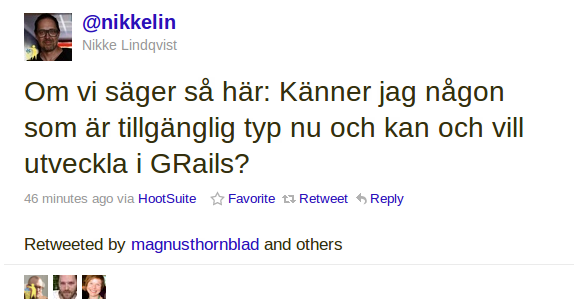 @nikkelin
Nikke Lindqvist
Om vi säger så här: Känner jag någon
som är tillgänglig typ nu och kan och vill
utveckla i GRails?
46 minutes ago via HootSuite Favorite Retweet Reply
Retweeted by magnusthornblad and others